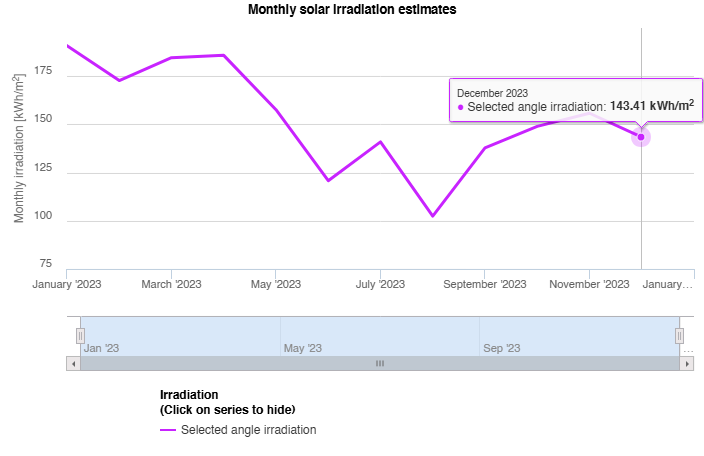 Monthly solar irradiation estimates
Monthly irradiation [kWh/m²]
175
150
125
100
75
December 2023
● Selected angle irradiation: 143.41 kWh/m²
January '2023
March '2023
May '2023
July '2023
September '2023
November '2023
January…
Jan '23
May '23
Sep '23
…
Irradiation
(Click on series to hide)
Selected angle irradiation